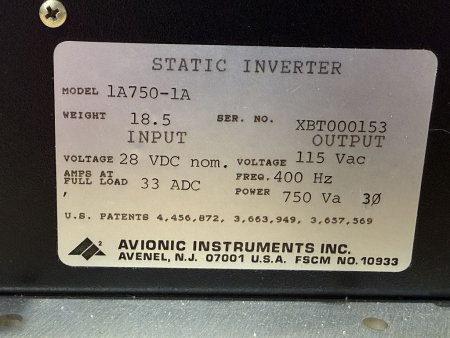 STATIC INVERTER
MODEL 1A750-1A
WEIGHT 18.5 SER. NO. XBT000153
INPUT OUTPUT
VOLTAGE 28 VDC nom. VOLTAGE 115 Vac
AMPS AT FULL LOAD 33 ADC FREQ. 400 Hz
, POWER 750 Va 3Ø
U.S. PATENTS 4,456,872, 3,663,949, 3,657,569
2 AVIONIC INSTRUMENTS INC.
AVENEL, N.J. 07001 U.S.A. FSCM NO. 10933